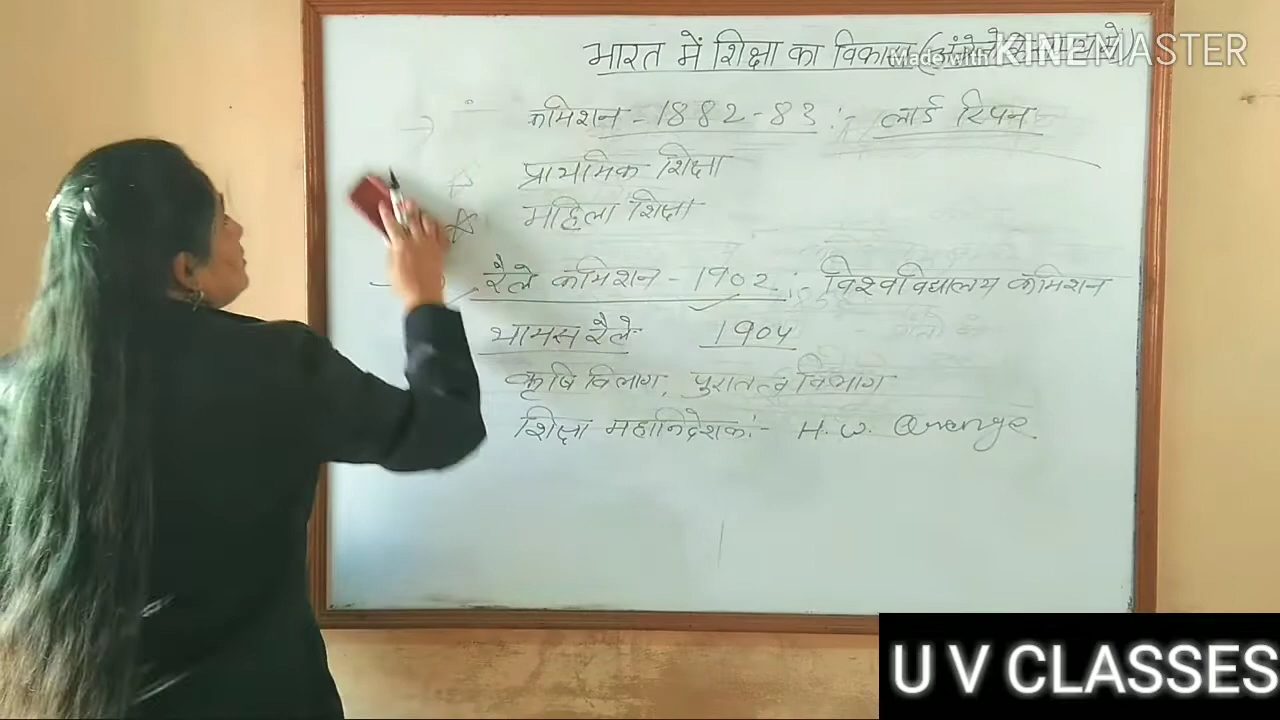 भारत में शिक्षा का विकास
Made with KINEMASTER
कमिशन - 1882-83 :- लार्ड रिपन
प्राथमिक शिक्षा
महिला शिक्षा
रैले कमिशन - 1902 :- विश्वविद्यालय कमिशन
थामस रैले 1904
कृषि विभाग, पुरातत्व विभाग
शिक्षा महानिदेशक :- H. W. Orenge
U V CLASSES